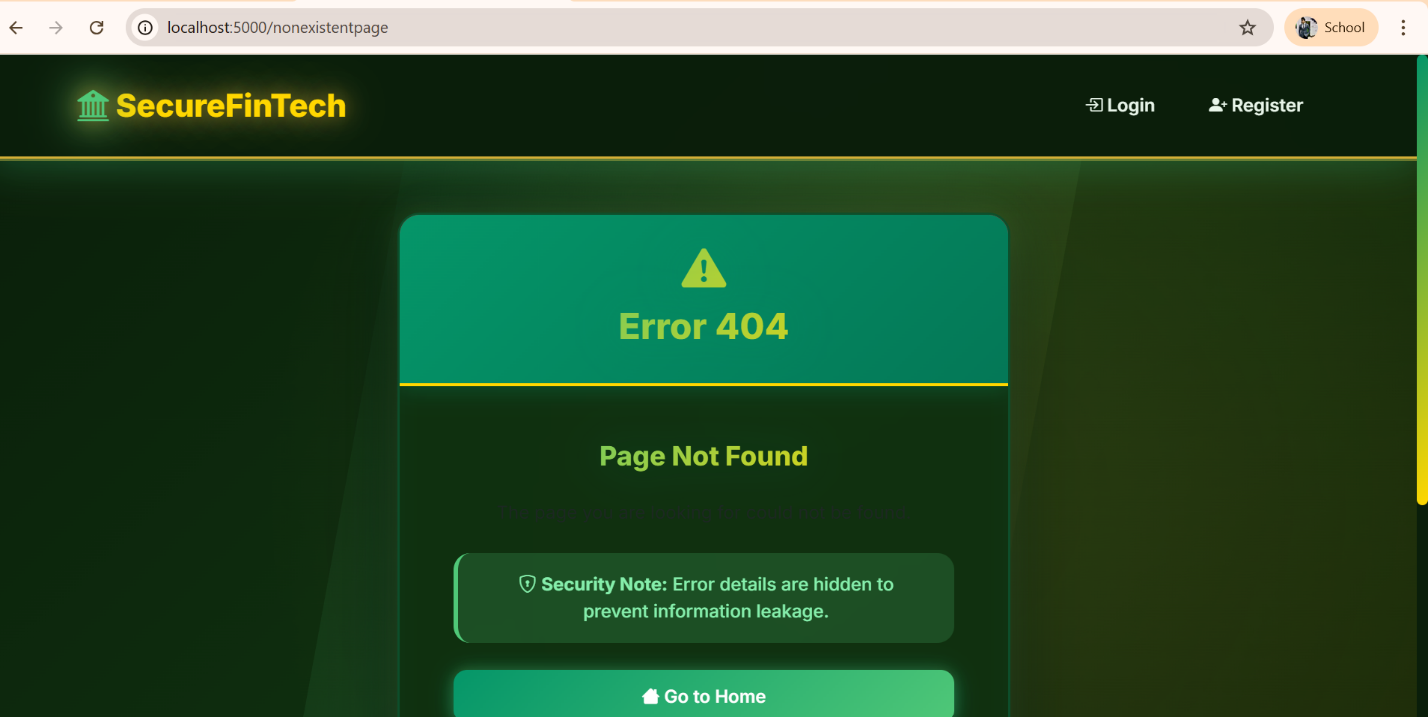 localhost:5000/nonexistentpage
School
SecureFinTech
Login
Register
Error 404
Page Not Found
Security Note: Error details are hidden to
prevent information leakage.
Go to Home